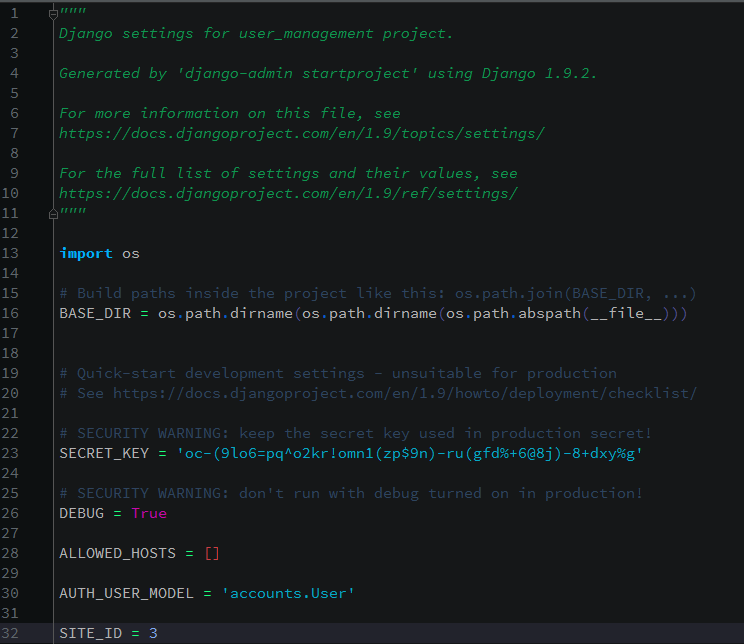 1 """
2 Django settings for user_management project.
3
4 Generated by 'django-admin startproject' using Django 1.9.2.
5
6 For more information on this file, see
7 https://docs.djangoproject.com/en/1.9/topics/settings/
8
9 For the full list of settings and their values, see
10 https://docs.djangoproject.com/en/1.9/ref/settings/
11 """
12
13 import os
14
15 # Build paths inside the project like this: os.path.join(BASE_DIR, ...)
16 BASE_DIR = os.path.dirname(os.path.dirname(os.path.abspath(__file__)))
17
18
19 # Quick-start development settings - unsuitable for production
20 # See https://docs.djangoproject.com/en/1.9/howto/deployment/checklist/
21
22 # SECURITY WARNING: keep the secret key used in production secret!
23 SECRET_KEY = 'oc-(9lo6=pq^o2kr!omn1(zp$9n)-ru(gfd%+6@8j)-8+dxy%g'
24
25 # SECURITY WARNING: don't run with debug turned on in production!
26 DEBUG = True
27
28 ALLOWED_HOSTS = []
29
30 AUTH_USER_MODEL = 'accounts.User'
31
32 SITE_ID = 3